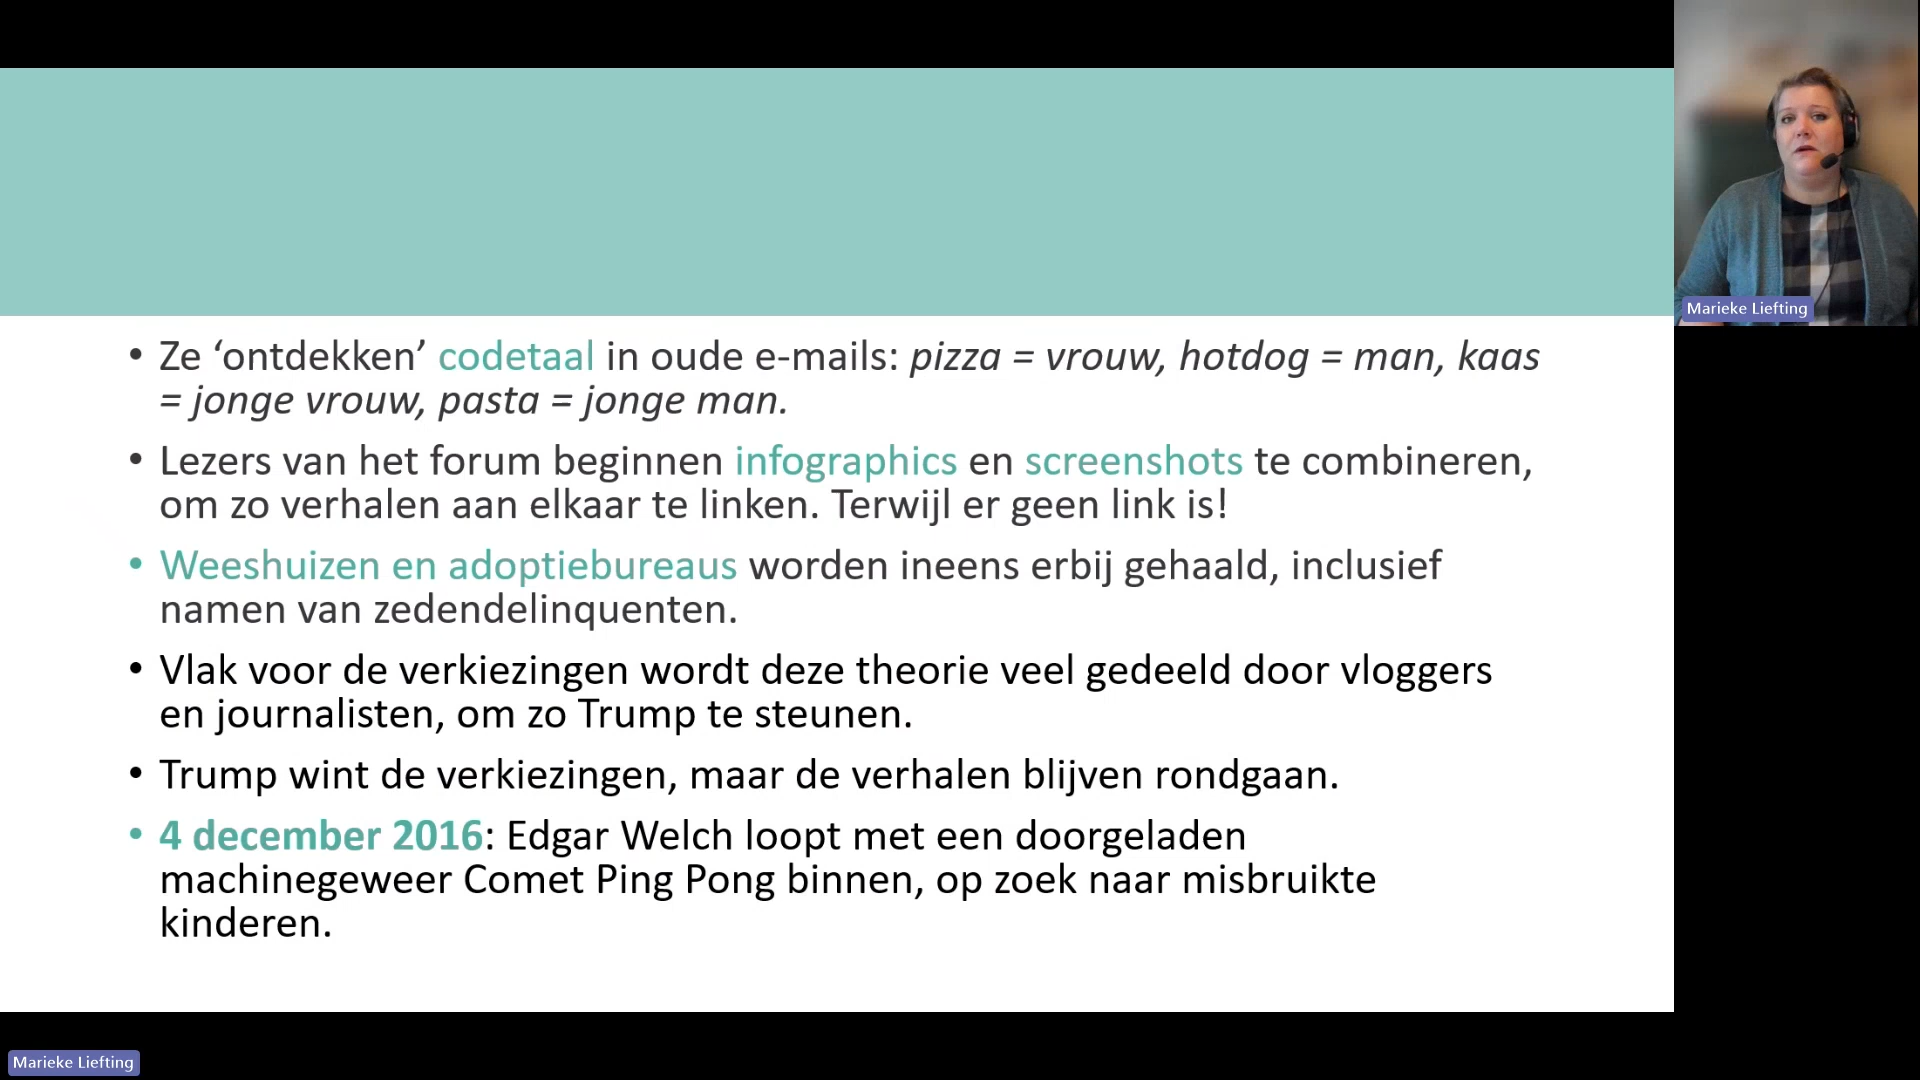 • Ze ‘ontdekken’ codetaal in oude e-mails: pizza = vrouw, hotdog = man, kaas
= jonge vrouw, pasta = jonge man.
• Lezers van het forum beginnen infographics en screenshots te combineren,
om zo verhalen aan elkaar te linken. Terwijl er geen link is!
• Weeshuizen en adoptiebureaus worden ineens erbij gehaald, inclusief
namen van zedendelinquenten.
• Vlak voor de verkiezingen wordt deze theorie veel gedeeld door vloggers
en journalisten, om zo Trump te steunen.
• Trump wint de verkiezingen, maar de verhalen blijven rondgaan.
• 4 december 2016: Edgar Welch loopt met een doorgeladen
machinegeweer Comet Ping Pong binnen, op zoek naar misbruikte
kinderen.
Marieke Liefting
Marieke Liefting